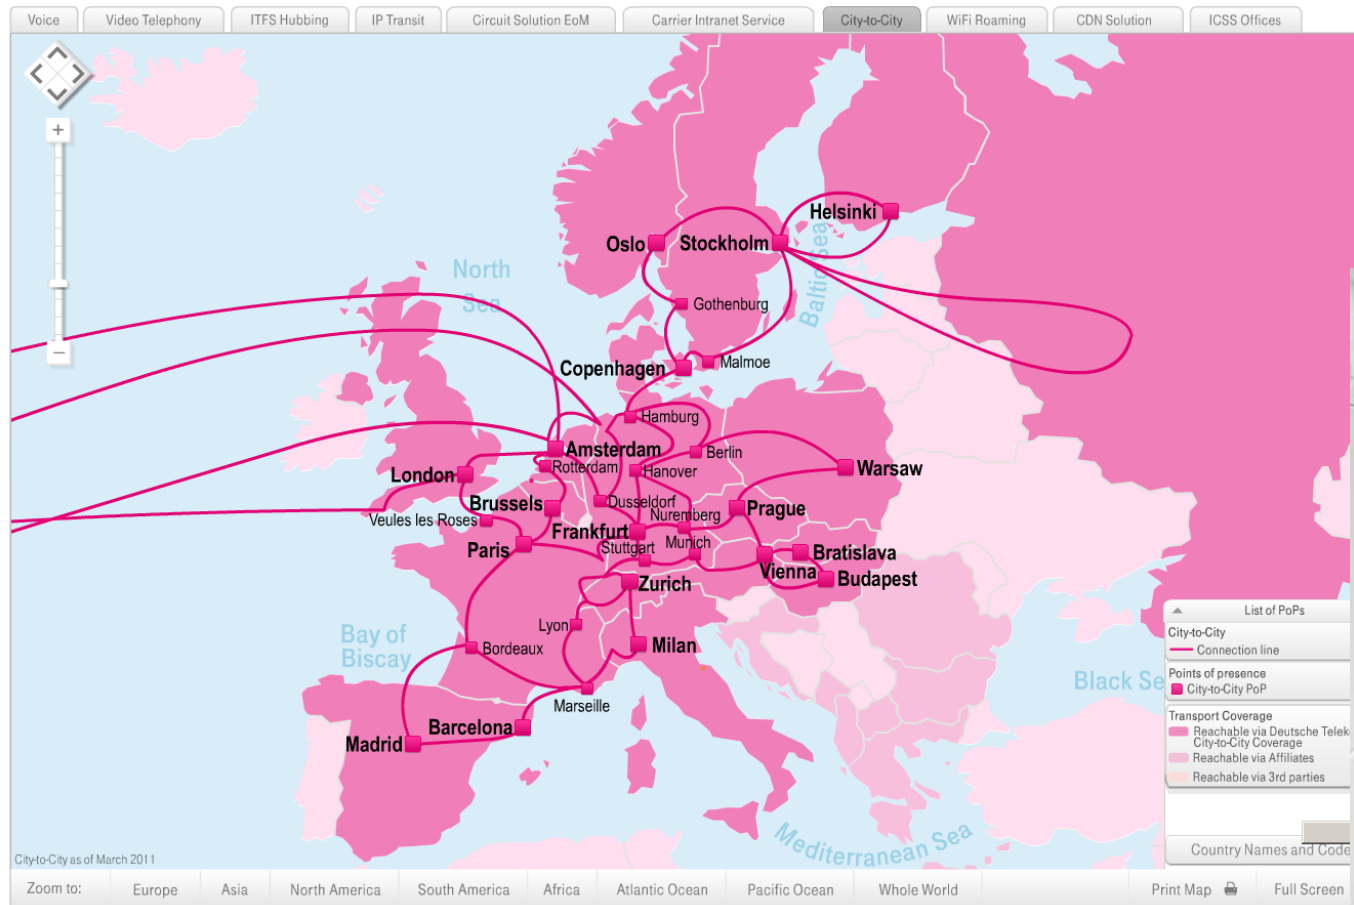 Voice
Video Telephony
ITFS Hubbing
IP Transit
Circuit Solution EoM
Carrier Intranet Service
City-to-City
WiFi Roaming
CDN Solution
ICSS Offices
Helsinki
Oslo
Stockholm
Baltic Sea
North
Sea
Gothenburg
Copenhagen
Malmoe
Hamburg
Amsterdam
Berlin
Rotterdam
Hanover
Warsaw
London
Brussels
Dusseldorf
Prague
Veules les Roses
Nuremberg
Frankfurt
Paris
Stuttgart
Munich
Bratislava
Vienna
Budapest
Zurich
Lyon
Bay of
Biscay
Bordeaux
Milan
Marseille
Barcelona
Madrid
Mediterranean Sea
Black Se
List of PoPs
City-to-City
Connection line
Points of presence
City-to-City PoP
Transport Coverage
Reachable via Deutsche Telek
City-to-City Coverage
Reachable via Affiliates
Reachable via 3rd parties
Country Names and Code
City-to-City as of March 2011
Zoom to:
Europe
Asia
North America
South America
Africa
Atlantic Ocean
Pacific Ocean
Whole World
Print Map
Full Screen